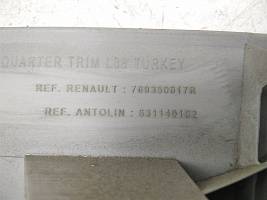 QUARTER TRIM L38 TURKEY
REF. RENAULT : 769350017R
REF. ANTOLIN : 631140102